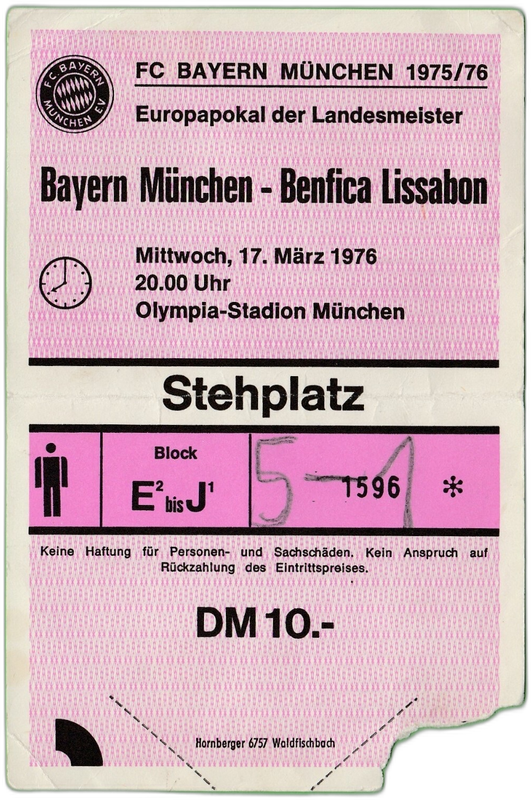 FC BAYERN MÜNCHEN EV
FC BAYERN MÜNCHEN 1975/76
Europapokal der Landesmeister
Bayern München - Benfica Lissabon
Mittwoch, 17. März 1976
20.00 Uhr
Olympia-Stadion München
Stehplatz
Block
E² bis J¹
5-1
1596 *
Keine Haftung für Personen- und Sachschäden. Kein Anspruch auf
Rückzahlung des Eintrittspreises.
DM 10.-
Hornberger 6757 Waldfischbach